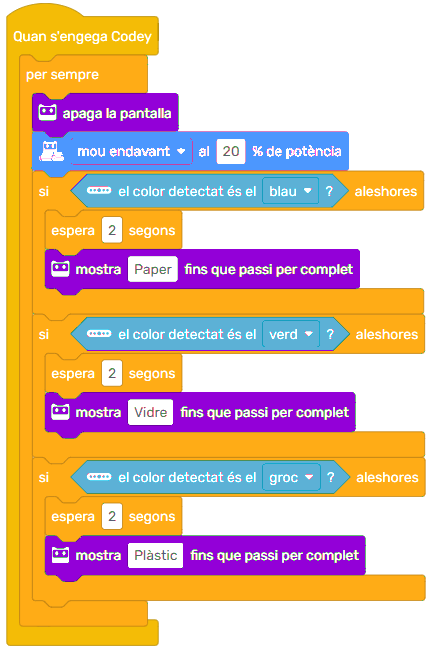 Quan s'engega Codey
per sempre
apaga la pantalla
mou endavant al 20 % de potència
si el color detectat és el blau ? aleshores
espera 2 segons
mostra Paper fins que passi per complet
si el color detectat és el verd ? aleshores
espera 2 segons
mostra Vidre fins que passi per complet
si el color detectat és el groc ? aleshores
espera 2 segons
mostra Plàstic fins que passi per complet